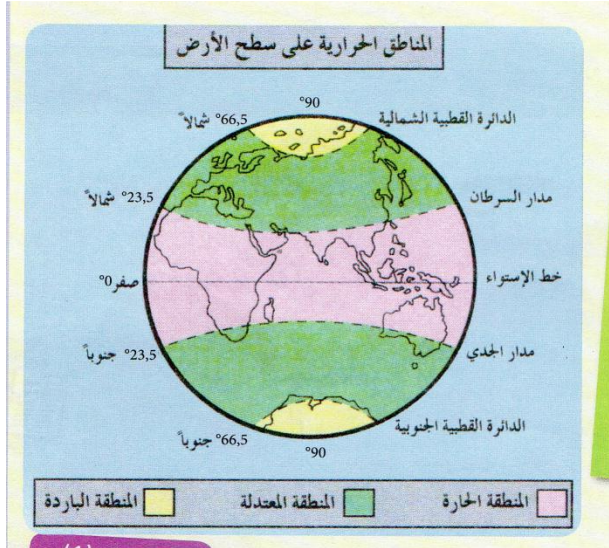 المناطق الحرارية على سطح الأرض
°90
الدائرة القطبية الشمالية
°66,5 شمالاً
مدار السرطان
°23,5 شمالاً
خط الإستواء
صفر°0
مدار الجدي
°23,5 جنوباً
الدائرة القطبية الجنوبية
°66,5 جنوباً
°90
المنطقة الحارة
المنطقة المعتدلة
المنطقة الباردة